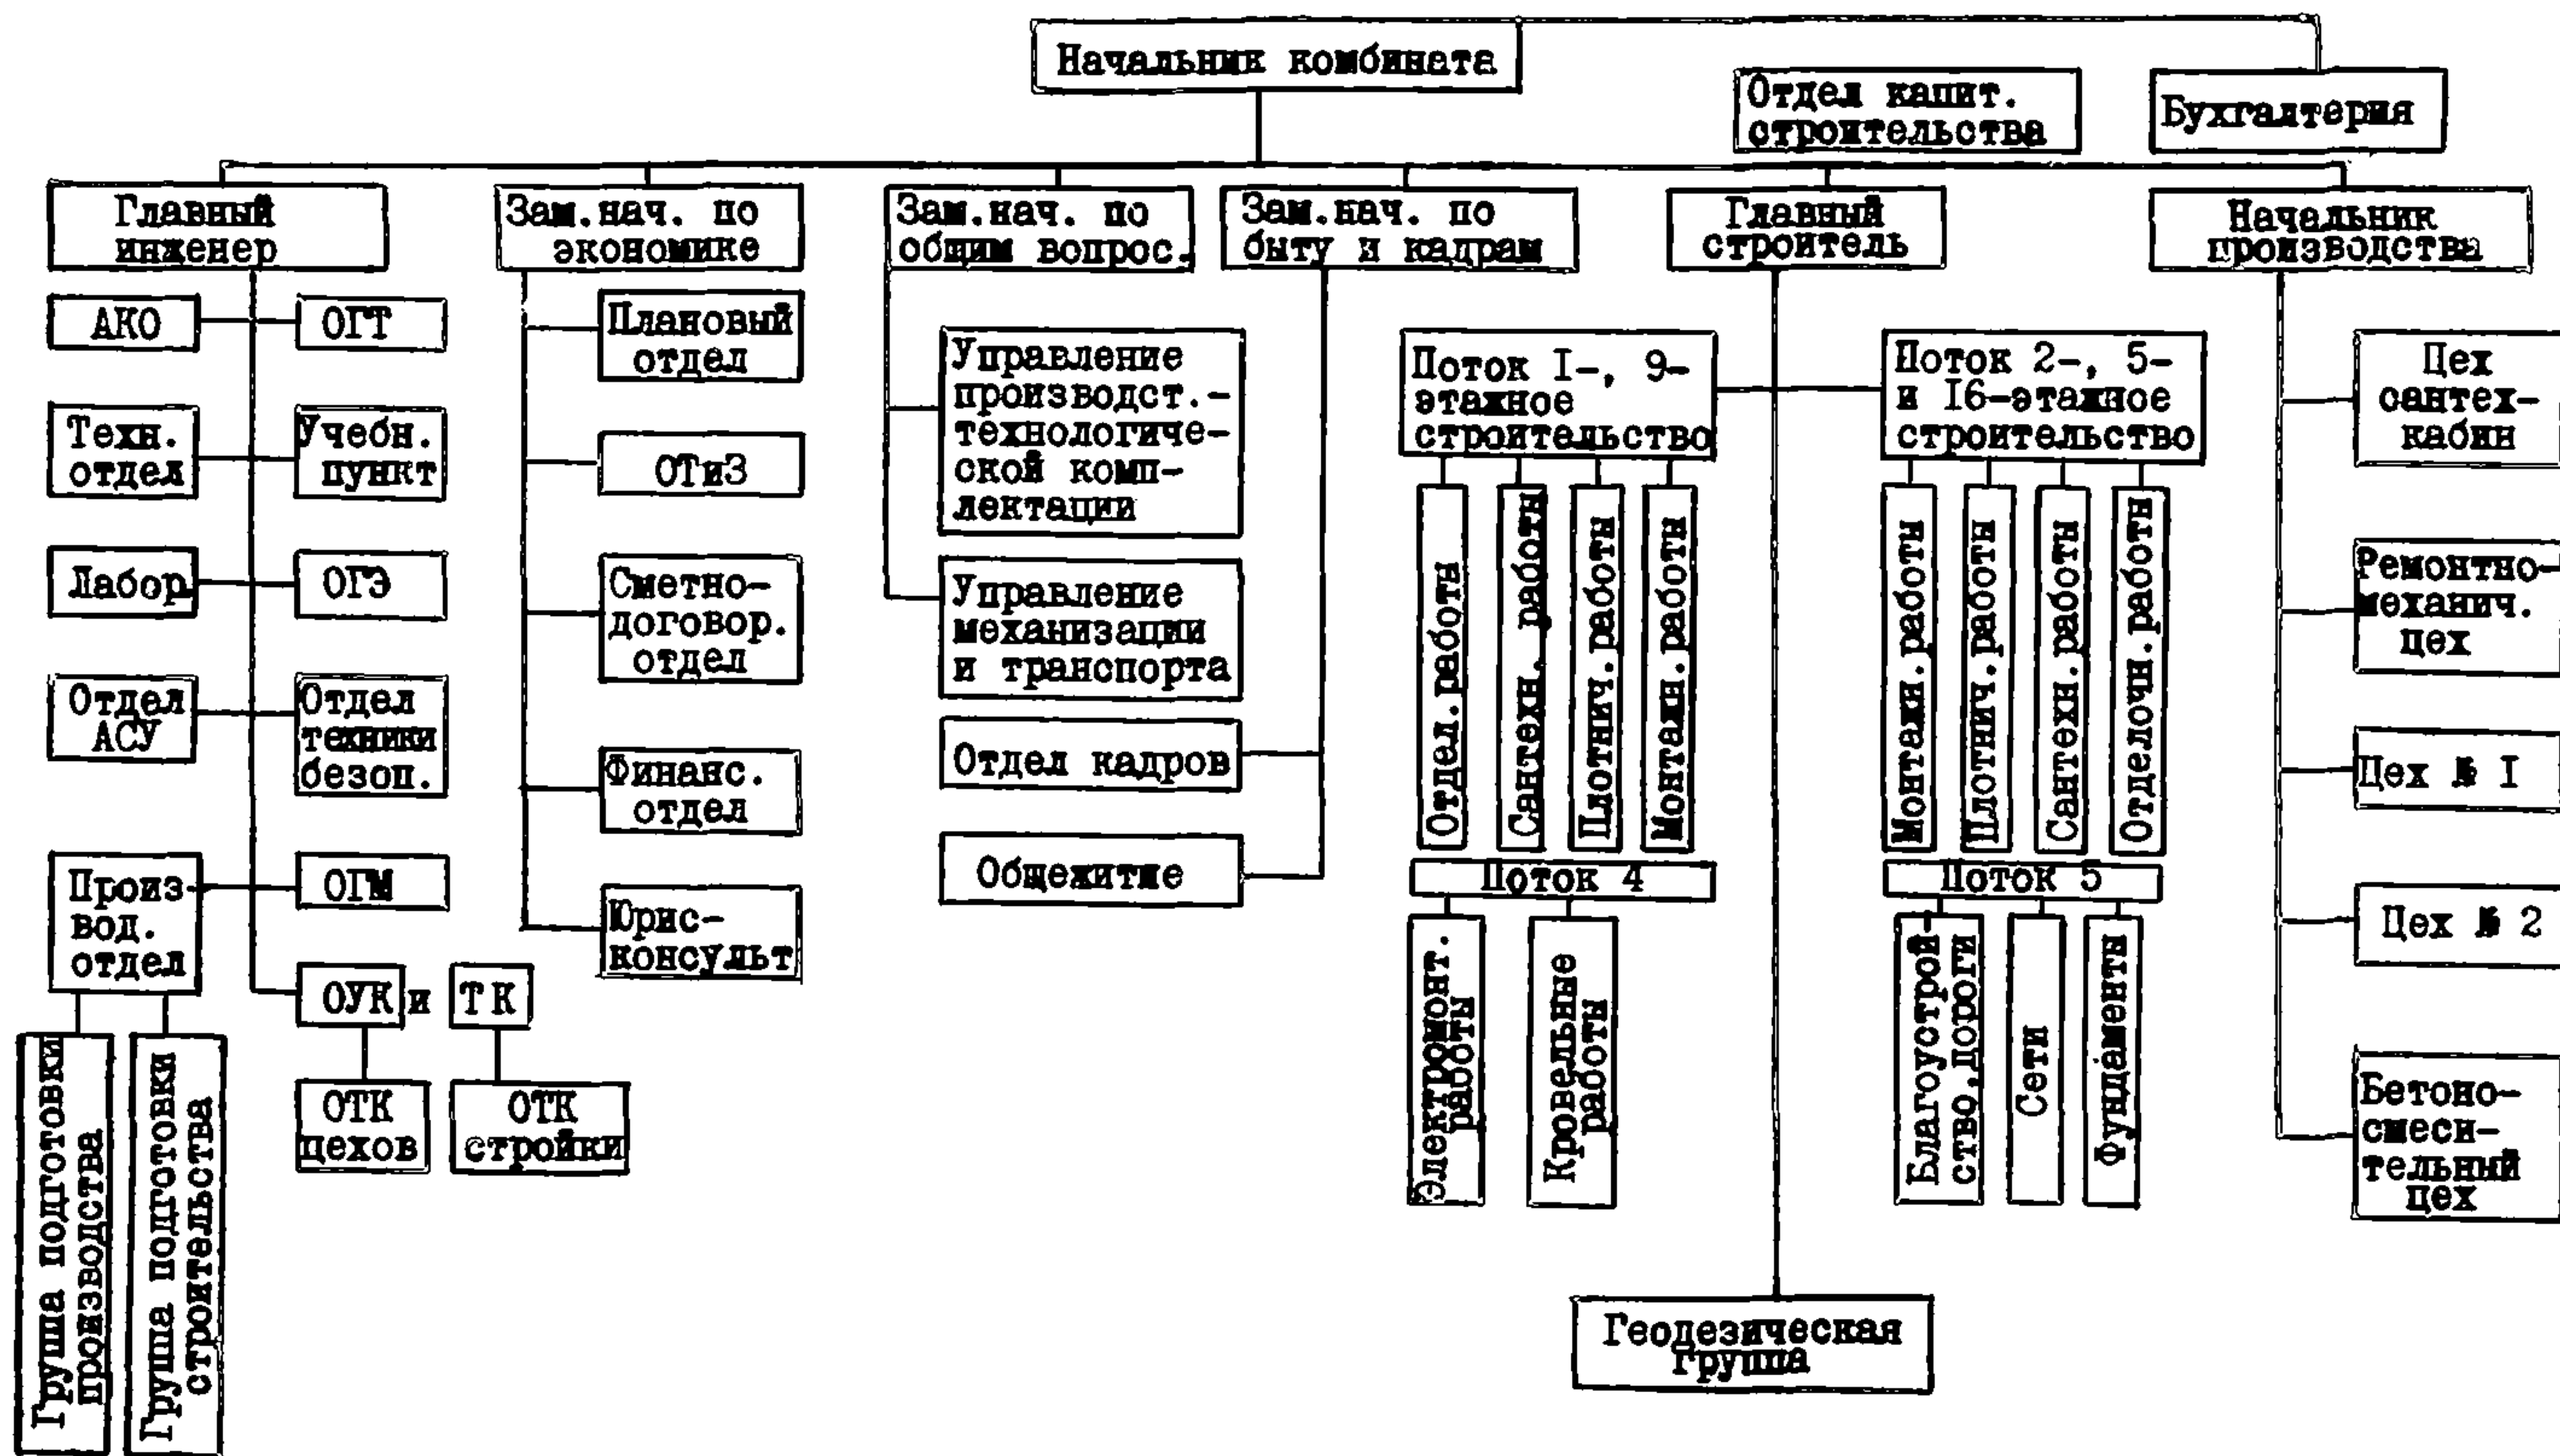 Начальник комбината
Отдел капит.
строительства
Бухгалтерия
Главный
инженер
Зам.нач. по
экономике
Зам.нач. по
общим вопрос.
Зам.нач. по
быту и кадрам
Главный
строитель
Начальник
производства
АКО
ОГТ
Техн.
отдел
Учебн.
пункт
Лабор.
ОГЭ
Отдел
АСУ
Отдел
техники
безоп.
Произ-
вод.
отдел
ОГМ
ОУК и ТК
ОТК
цехов
ОТК
стройки
Группа подготовки
производства
Группа подготовки
строительства
Плановый
отдел
ОТиЗ
Сметно-
договор.
отдел
Финанс.
отдел
Юрис-
консульт
Управление
производст.-
технологиче-
ской комп-
лектации
Управление
механизации
и транспорта
Отдел кадров
Общежитие
Поток I-, 9-
этажное
строительство
Отдел.работы
Сантехн. работы
Плотнич.работы
Монтажн.работы
Поток 2-, 5-
и I6-этажное
строительство
Монтажн.работы
Плотнич.работы
Сантехн.работы
Отделочн.работы
Поток 4
Электромонт.
работы
Кровельные
работы
Поток 5
Благоустрой-
ство,дороги
Сети
Фундаменты
Геодезическая
группа
Цех
сантех-
кабин
Ремонтно-
механич.
цех
Цех № I
Цех № 2
Бетоно-
смеси-
тельный
цех